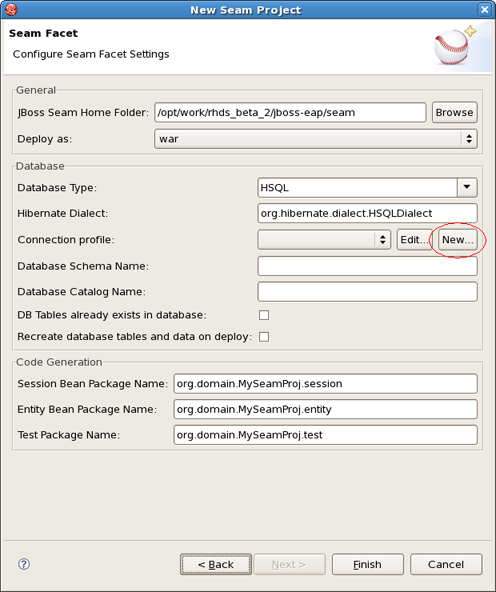 New Seam Project
Seam Facet
Configure Seam Facet Settings
General
JBoss Seam Home Folder: /opt/work/rhds_beta_2/jboss-eap/seam Browse
Deploy as: war
Database
Database Type: HSQL
Hibernate Dialect: org.hibernate.dialect.HSQLDialect
Connection profile: Edit... New...
Database Schema Name:
Database Catalog Name:
DB Tables already exists in database:
Recreate database tables and data on deploy:
Code Generation
Session Bean Package Name: org.domain.MySeamProj.session
Entity Bean Package Name: org.domain.MySeamProj.entity
Test Package Name: org.domain.MySeamProj.test
? < Back Next > Finish Cancel